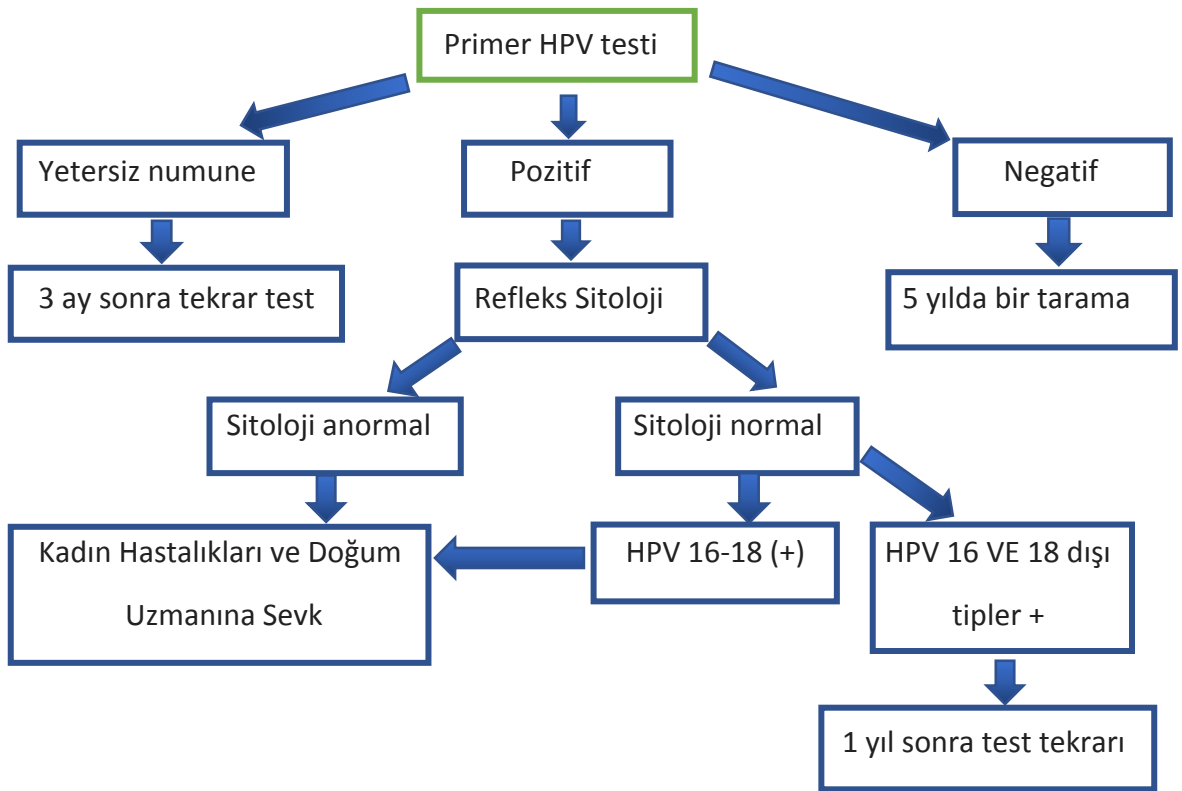 Primer HPV testi
Yetersiz numune
Pozitif
Negatif
3 ay sonra tekrar test
Refleks Sitoloji
5 yılda bir tarama
Sitoloji anormal
Sitoloji normal
Kadın Hastalıkları ve Doğum
Uzmanına Sevk
HPV 16-18 (+)
HPV 16 VE 18 dışı
tipler +
1 yıl sonra test tekrarı